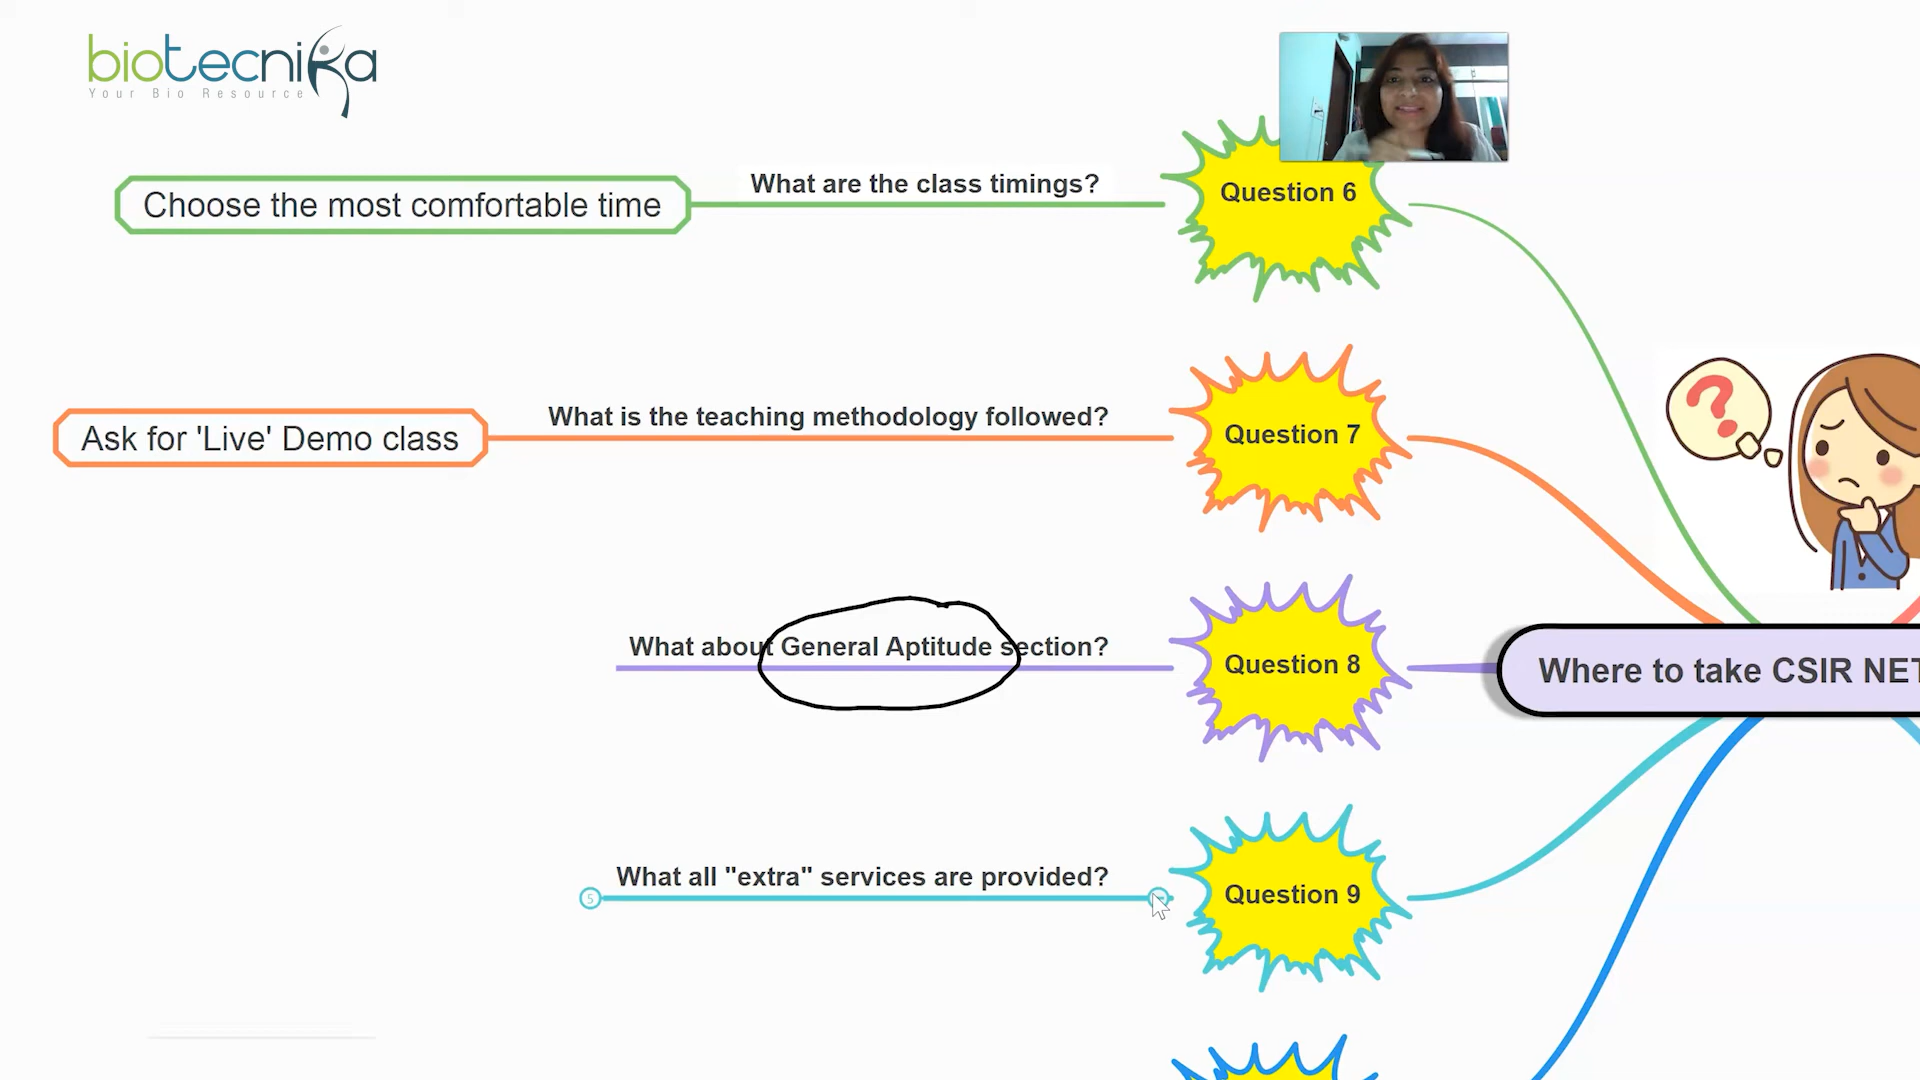 biotecnika
Your Bio Resource
Choose the most comfortable time
What are the class timings?
Question 6
Ask for 'Live' Demo class
What is the teaching methodology followed?
Question 7
?
What about General Aptitude section?
Question 8
Where to take CSIR NET
What all "extra" services are provided?
5
Question 9